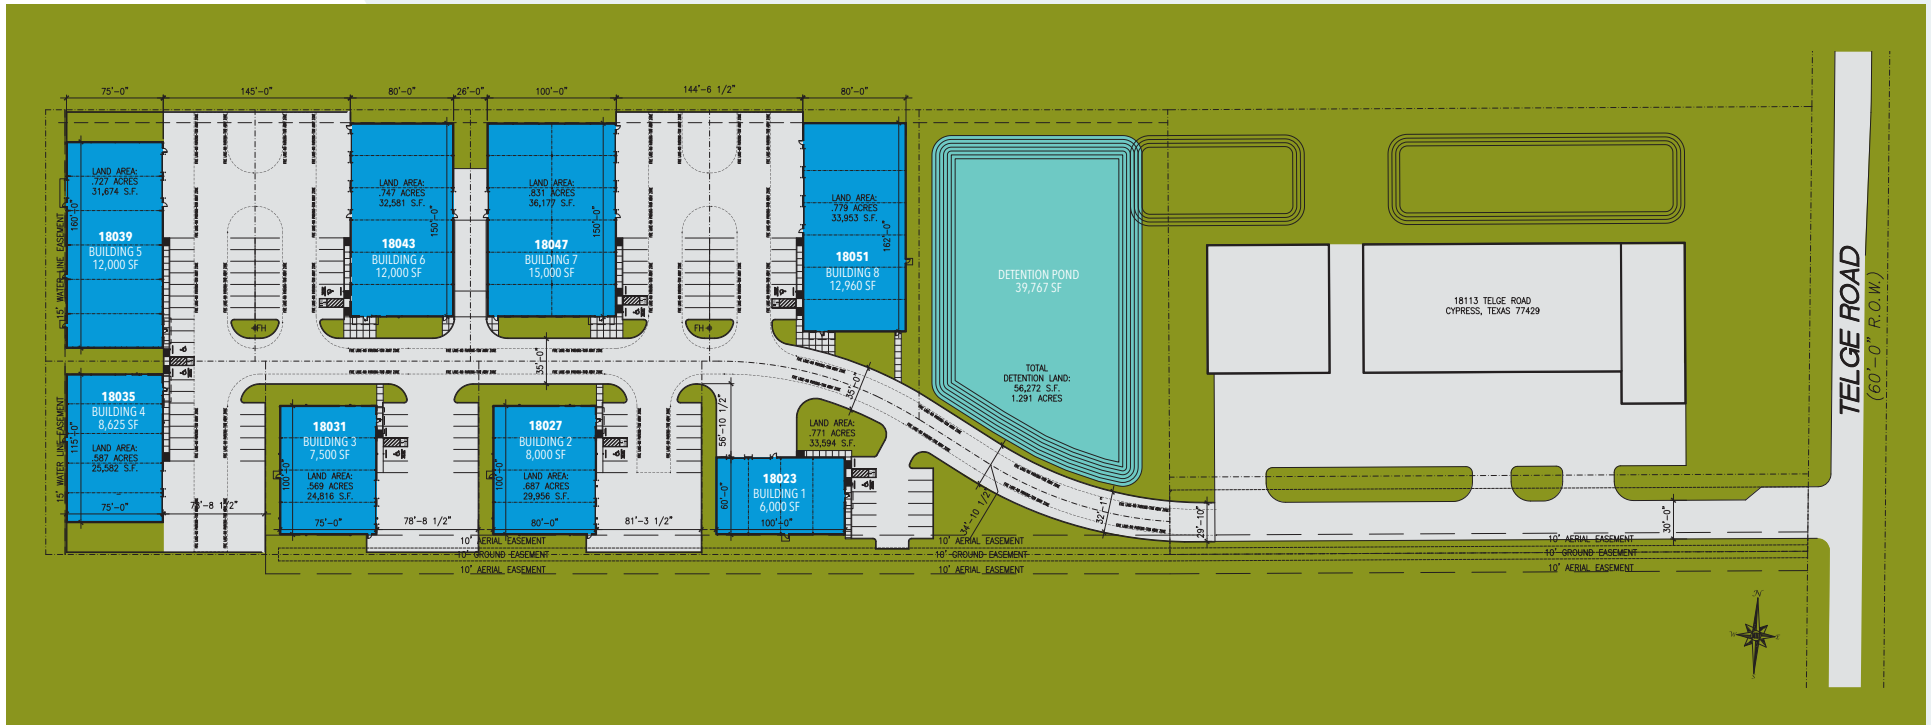 75'-0"
145'-0"
80'-0"
26'-0"
100'-0"
144'-6 1/2"
80'-0"
LAND AREA:
.727 ACRES
31,674 S.F.
160'-0"
18039
BUILDING 5
12,000 SF
15' WATER LINE EASEMENT
LAND AREA:
.747 ACRES
32,581 S.F.
150'-0"
18043
BUILDING 6
12,000 SF
LAND AREA:
.831 ACRES
36,177 S.F.
150'-0"
18047
BUILDING 7
15,000 SF
LAND AREA:
.779 ACRES
33,953 S.F.
162'-0"
18051
BUILDING 8
12,960 SF
FH
FH
DETENTION POND
39,767 SF
TOTAL
DETENTION LAND:
56,272 S.F.
1.291 ACRES
18113 TELGE ROAD
CYPRESS, TEXAS 77429
TELGE ROAD
(60'-0" R.O.W.)
35'-0"
35'-0"
18035
BUILDING 4
8,625 SF
LAND AREA:
.587 ACRES
25,582 S.F.
115'-0"
75'-0"
15' WATER LINE EASEMENT
18031
BUILDING 3
7,500 SF
LAND AREA:
.569 ACRES
24,816 S.F.
100'-0"
75'-0"
78'-8 1/2"
18027
BUILDING 2
8,000 SF
LAND AREA:
.687 ACRES
29,956 S.F.
100'-0"
80'-0"
81'-3 1/2"
56'-10 1/2"
LAND AREA:
.771 ACRES
33,594 S.F.
18023
BUILDING 1
6,000 SF
60'-0"
100'-0"
34'-10 1/2"
32'-1"
29'-10"
30'-0"
10' AERIAL EASEMENT
10' GROUND EASEMENT
10' AERIAL EASEMENT
10' AERIAL EASEMENT
10' GROUND EASEMENT
10' AERIAL EASEMENT
10' AERIAL EASEMENT
10' GROUND EASEMENT
10' AERIAL EASEMENT
N
W
E
S